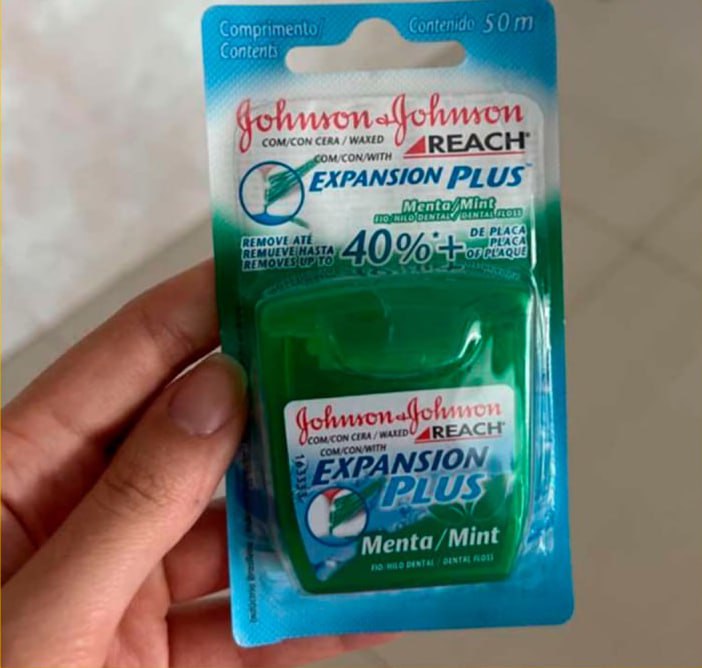 Comprimento/ Contenido 50 m
Contents
Johnson & Johnson
COM/CON CERA / WAXED REACH®
COM/CON/WITH
EXPANSION PLUS™
Menta/Mint
FIO·HILO DENTAL / DENTAL FLOSS
REMOVE ATÉ
REMUEVE HASTA
REMOVES UP TO
40%*+
DE PLACA
PLACA
OF PLAQUE
Johnson & Johnson
COM/CON CERA / WAXED REACH®
COM/CON/WITH
EXPANSION
PLUS
Menta/Mint
FIO·HILO DENTAL / DENTAL FLOSS